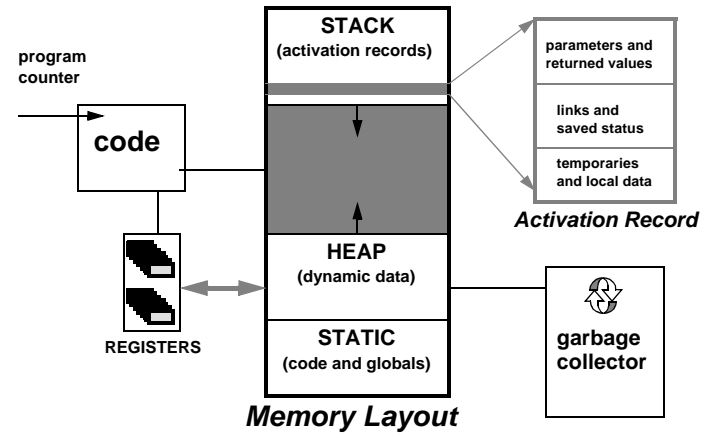 program
counter
code
REGISTERS
STACK
(activation records)
HEAP
(dynamic data)
STATIC
(code and globals)
Memory Layout
parameters and
returned values
links and
saved status
temporaries
and local data
Activation Record
garbage
collector